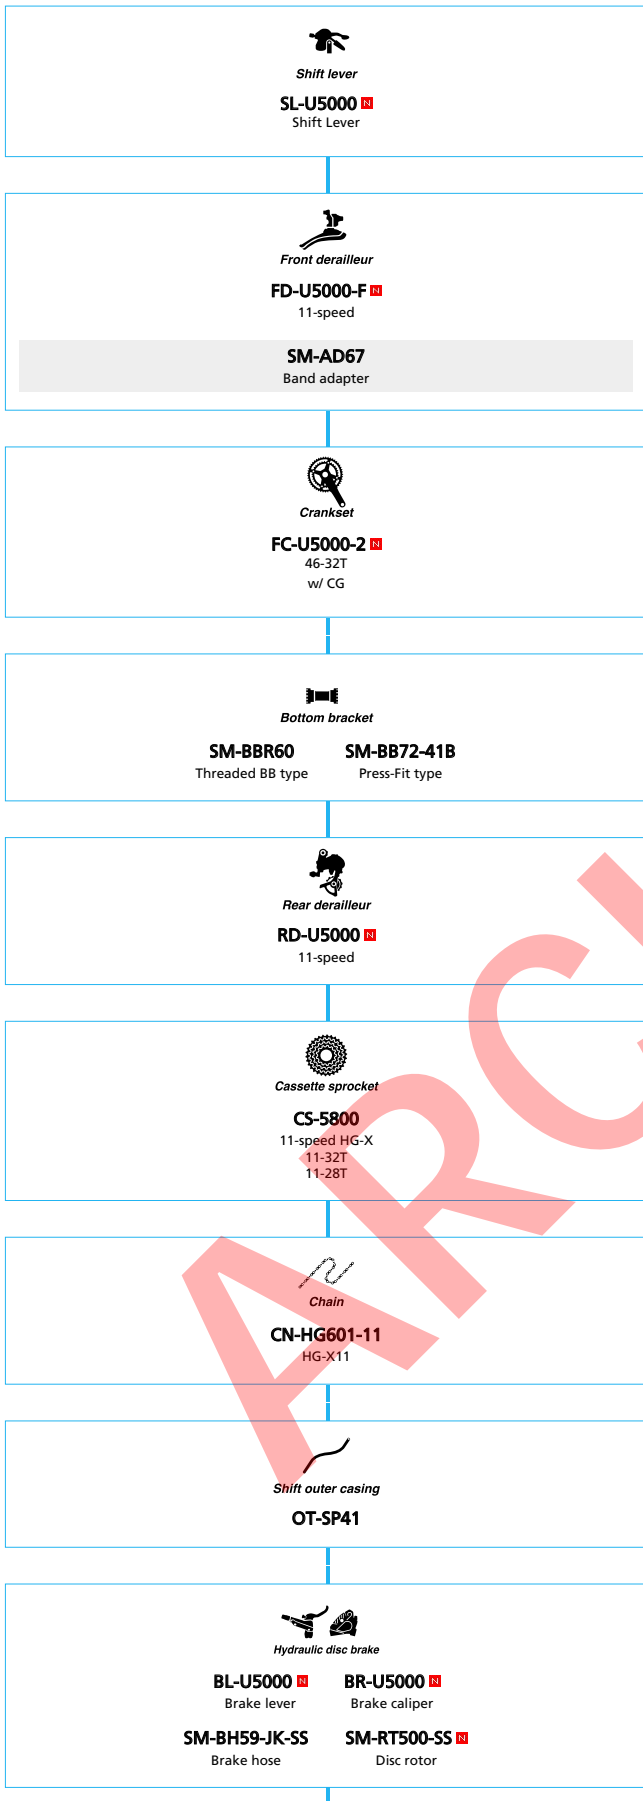 Shift lever
SL-U5000 N
Shift Lever
Front derailleur
FD-U5000-F N
11-speed
SM-AD67
Band adapter
Crankset
FC-U5000-2 N
46-32T
w/ CG
Bottom bracket
SM-BBR60 SM-BB72-41B
Threaded BB type Press-Fit type
Rear derailleur
RD-U5000 N
11-speed
Cassette sprocket
CS-5800
11-speed HG-X
11-32T
11-28T
Chain
CN-HG601-11
HG-X11
Shift outer casing
OT-SP41
Hydraulic disc brake
BL-U5000 N BR-U5000 N
Brake lever Brake caliper
SM-BH59-JK-SS SM-RT500-SS N
Brake hose Disc rotor